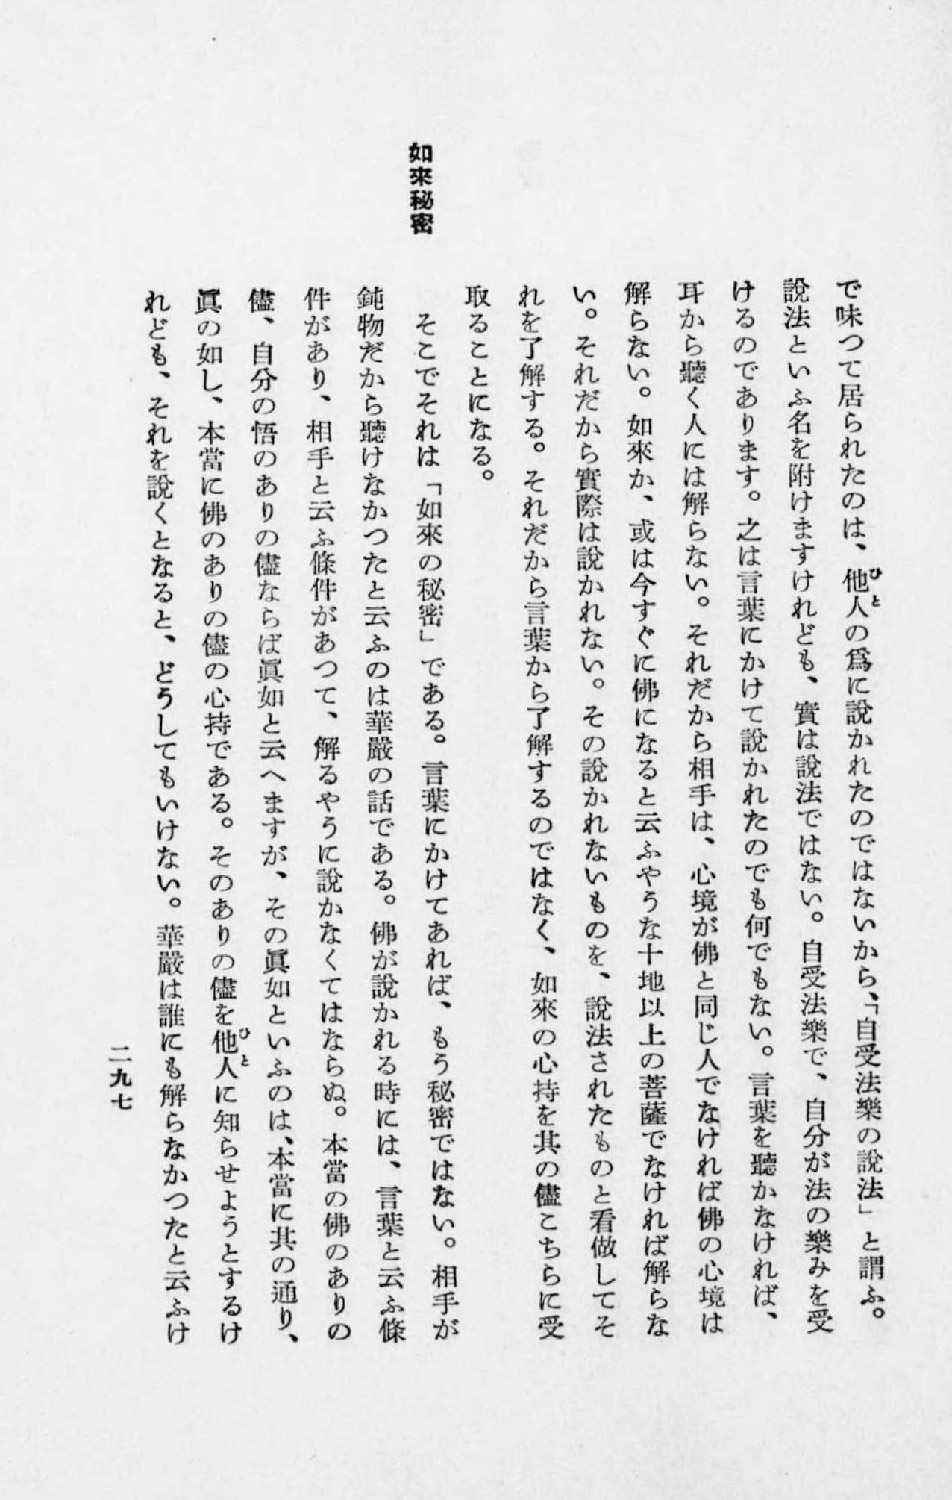 如來秘密
で味つて居られたのは、他人の爲に說かれたのではないから、「自受法樂の說法」と謂ふ。
ひと
說法といふ名を附けますけれども、實は說法ではない。自受法樂で、自分が法の樂みを受
けるのであります。之は言葉にかけて說かれたのでも何でもない。言葉を聽かなければ、
耳から聽く人には解らない。それだから相手は、心境が佛と同じ人でなければ佛の心境は
解らない。如來か、或は今すぐに佛になると云ふやうな十地以上の菩薩でなければ解らな
い。それだから實際は說かれない。その說かれないものを、說法されたものと看做してそ
れを了解する。それだから言葉から了解するのではなく、如來の心持を其の儘こちらに受
取ることになる。
そこでそれは「如來の秘密」である。言葉にかけてあれば、もう秘密ではない。相手が
鈍物だから聽けなかつたと云ふのは華嚴の話である。佛が說かれる時には、言葉と云ふ條
件があり、相手と云ふ條件があつて、解るやうに說かなくてはならぬ。本當の佛のありの
儘、自分の悟のありの儘ならば眞如と云へますが、その眞如といふのは、本當に其の通り、
眞の如し、本當に佛のありの儘の心持である。そのありの儘を他人に知らせようとするけ
ひと
れども、それを說くとなると、どうしてもいけない。華嚴は誰にも解らなかつたと云ふけ
二九七